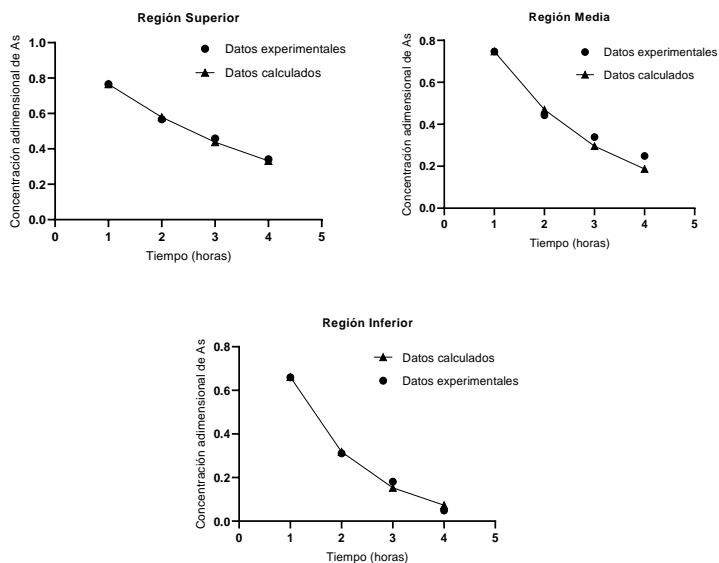 Región Superior
Concentración adimensional de As
1.0
0.8
0.6
0.4
0.2
0.0
0 1 2 3 4 5
Tiempo (horas)
Datos experimentales
Datos calculados
Región Media
Concentración adimensional de As
0.8
0.6
0.4
0.2
0.0
0 1 2 3 4 5
Tiempo (horas)
Datos experimentales
Datos calculados
Región Inferior
Concentración adimensional de As
0.8
0.6
0.4
0.2
0.0
0 1 2 3 4 5
Tiempo (horas)
Datos calculados
Datos experimentales